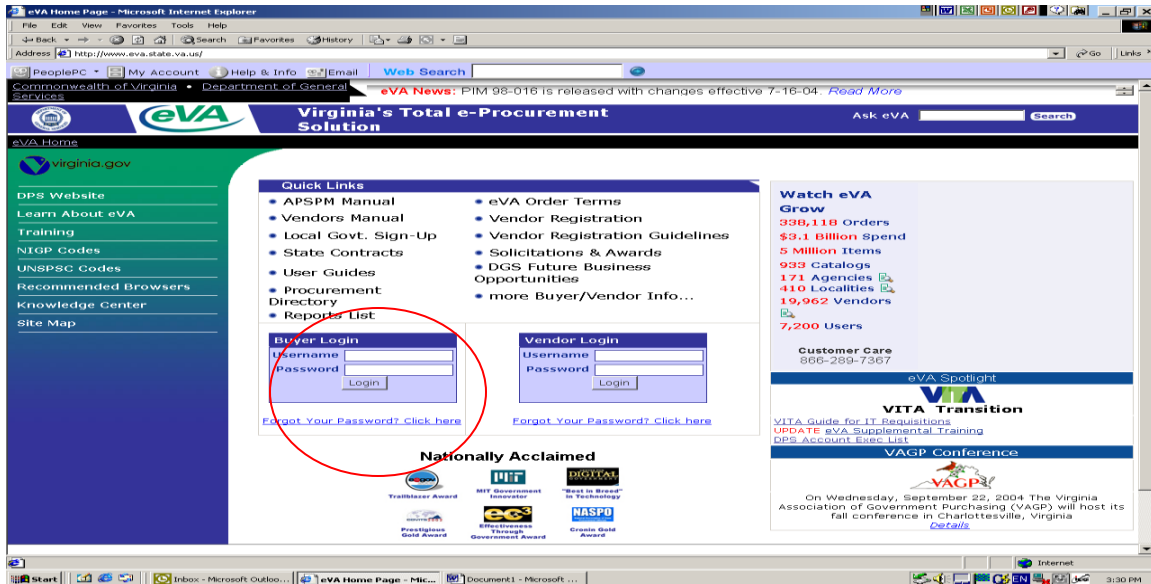 eVA Home Page - Microsoft Internet Explorer
File Edit View Favorites Tools Help
Back Search Favorites History
Address http://www.eva.state.va.us/ Go Links
PeoplePC My Account Help & Info Email Web Search
Commonwealth of Virginia • Department of General Services
eVA News: PIM 98-016 is released with changes effective 7-16-04. Read More
eVA
Virginia's Total e-Procurement
Solution
Ask eVA Search
eVA Home
virginia.gov
DPS Website
Learn About eVA
Training
NIGP Codes
UNSPSC Codes
Recommended Browsers
Knowledge Center
Site Map
Quick Links
• APSPM Manual
• Vendors Manual
• Local Govt. Sign-Up
• State Contracts
• User Guides
• Procurement
Directory
• Reports List
• eVA Order Terms
• Vendor Registration
• Vendor Registration Guidelines
• Solicitations & Awards
• DGS Future Business
Opportunities
• more Buyer/Vendor Info...
Buyer Login
Username
Password
Login
Forgot Your Password? Click here
Vendor Login
Username
Password
Login
Forgot Your Password? Click here
Nationally Acclaimed
egov
Trailblazer Award
MIT
MIT Government
Innovator
DIGITAL
"Best in Breed"
in Technology
Prestigious
Gold Award
ec3
Effectiveness
Through
Government Award
NASPO
Cronin Gold
Award
Watch eVA
Grow
338,118 Orders
$3.1 Billion Spend
5 Million Items
933 Catalogs
171 Agencies
410 Localities
19,962 Vendors
7,200 Users
Customer Care
866-289-7367
eVA Spotlight
VITA
VITA Transition
VITA Guide for IT Requisitions
UPDATE eVA Supplemental Training
DPS Account Exec List
VAGP Conference
VAGP
On Wednesday, September 22, 2004 The Virginia
Association of Government Purchasing (VAGP) will host its
fall conference in Charlottesville, Virginia
Details
Internet
Start Inbox - Microsoft Outloo... eVA Home Page - Mic... Document1 - Microsoft ... EN 3:30 PM